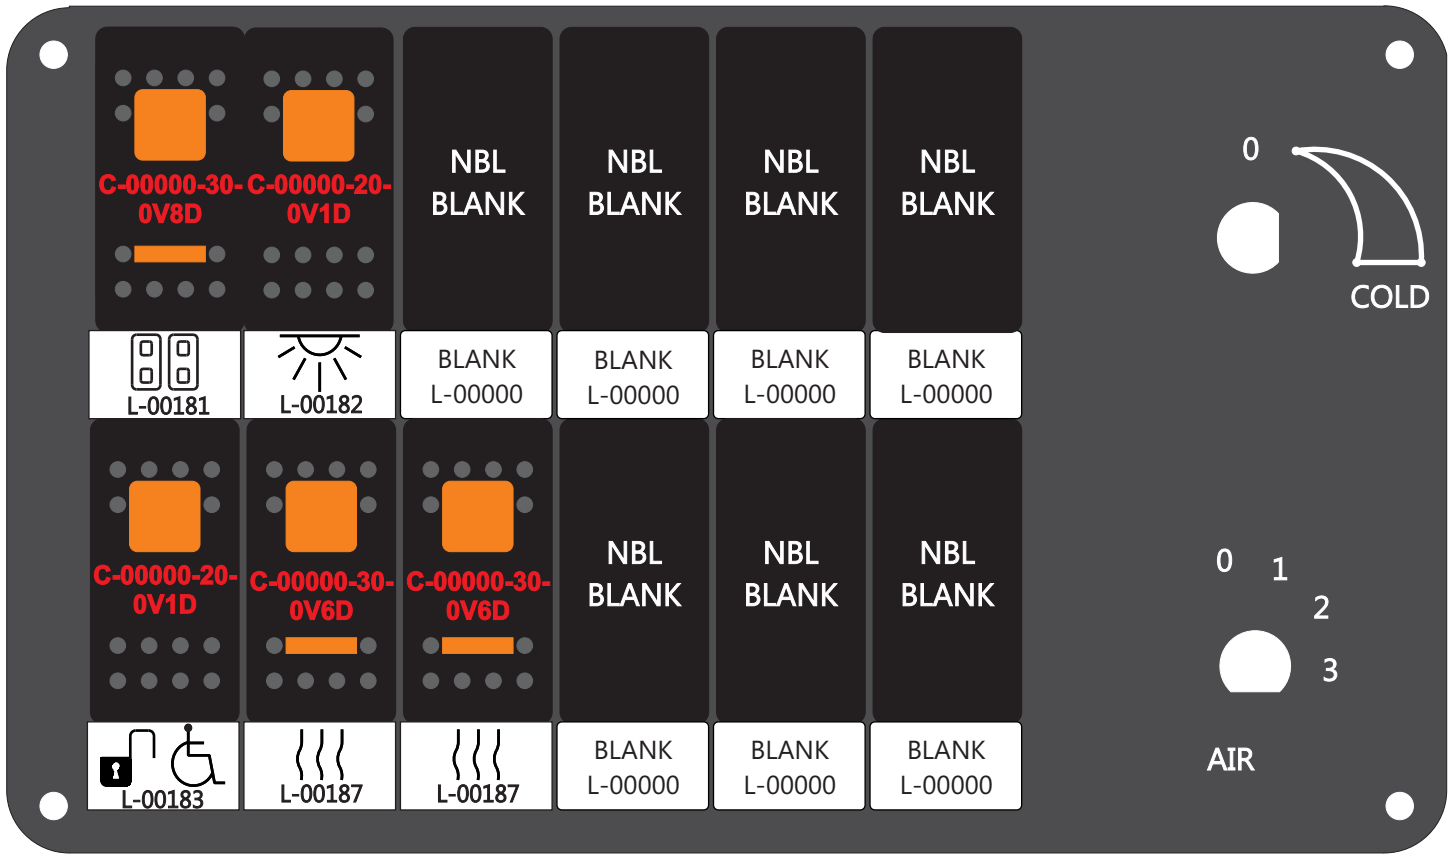 C-00000-30-
0V8D
C-00000-20-
0V1D
NBL
BLANK
NBL
BLANK
NBL
BLANK
NBL
BLANK
0
COLD
L-00181
L-00182
BLANK
L-00000
BLANK
L-00000
BLANK
L-00000
BLANK
L-00000
C-00000-20-
0V1D
C-00000-30-
0V6D
C-00000-30-
0V6D
NBL
BLANK
NBL
BLANK
NBL
BLANK
0
1
2
3
AIR
L-00183
L-00187
L-00187
BLANK
L-00000
BLANK
L-00000
BLANK
L-00000